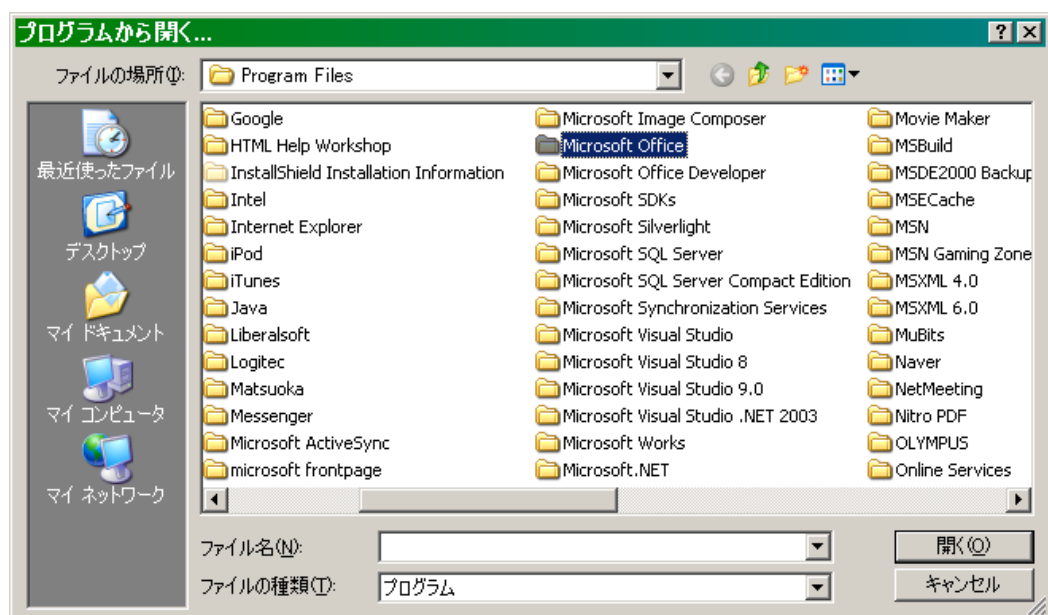 プログラムから開く...
ファイルの場所(I):
Program Files
最近使ったファイル
デスクトップ
マイ ドキュメント
マイ コンピュータ
マイ ネットワーク
Google
HTML Help Workshop
InstallShield Installation Information
Intel
Internet Explorer
iPod
iTunes
Java
Liberalsoft
Logitec
Matsuoka
Messenger
Microsoft ActiveSync
microsoft frontpage
Microsoft Image Composer
Microsoft Office
Microsoft Office Developer
Microsoft SDKs
Microsoft Silverlight
Microsoft SQL Server
Microsoft SQL Server Compact Edition
Microsoft Synchronization Services
Microsoft Visual Studio
Microsoft Visual Studio 8
Microsoft Visual Studio 9.0
Microsoft Visual Studio .NET 2003
Microsoft Works
Microsoft.NET
Movie Maker
MSBuild
MSDE2000 Backup
MSECache
MSN
MSN Gaming Zone
MSXML 4.0
MSXML 6.0
MuBits
Naver
NetMeeting
Nitro PDF
OLYMPUS
Online Services
ファイル名(N):
開く(O)
ファイルの種類(T):
プログラム
キャンセル